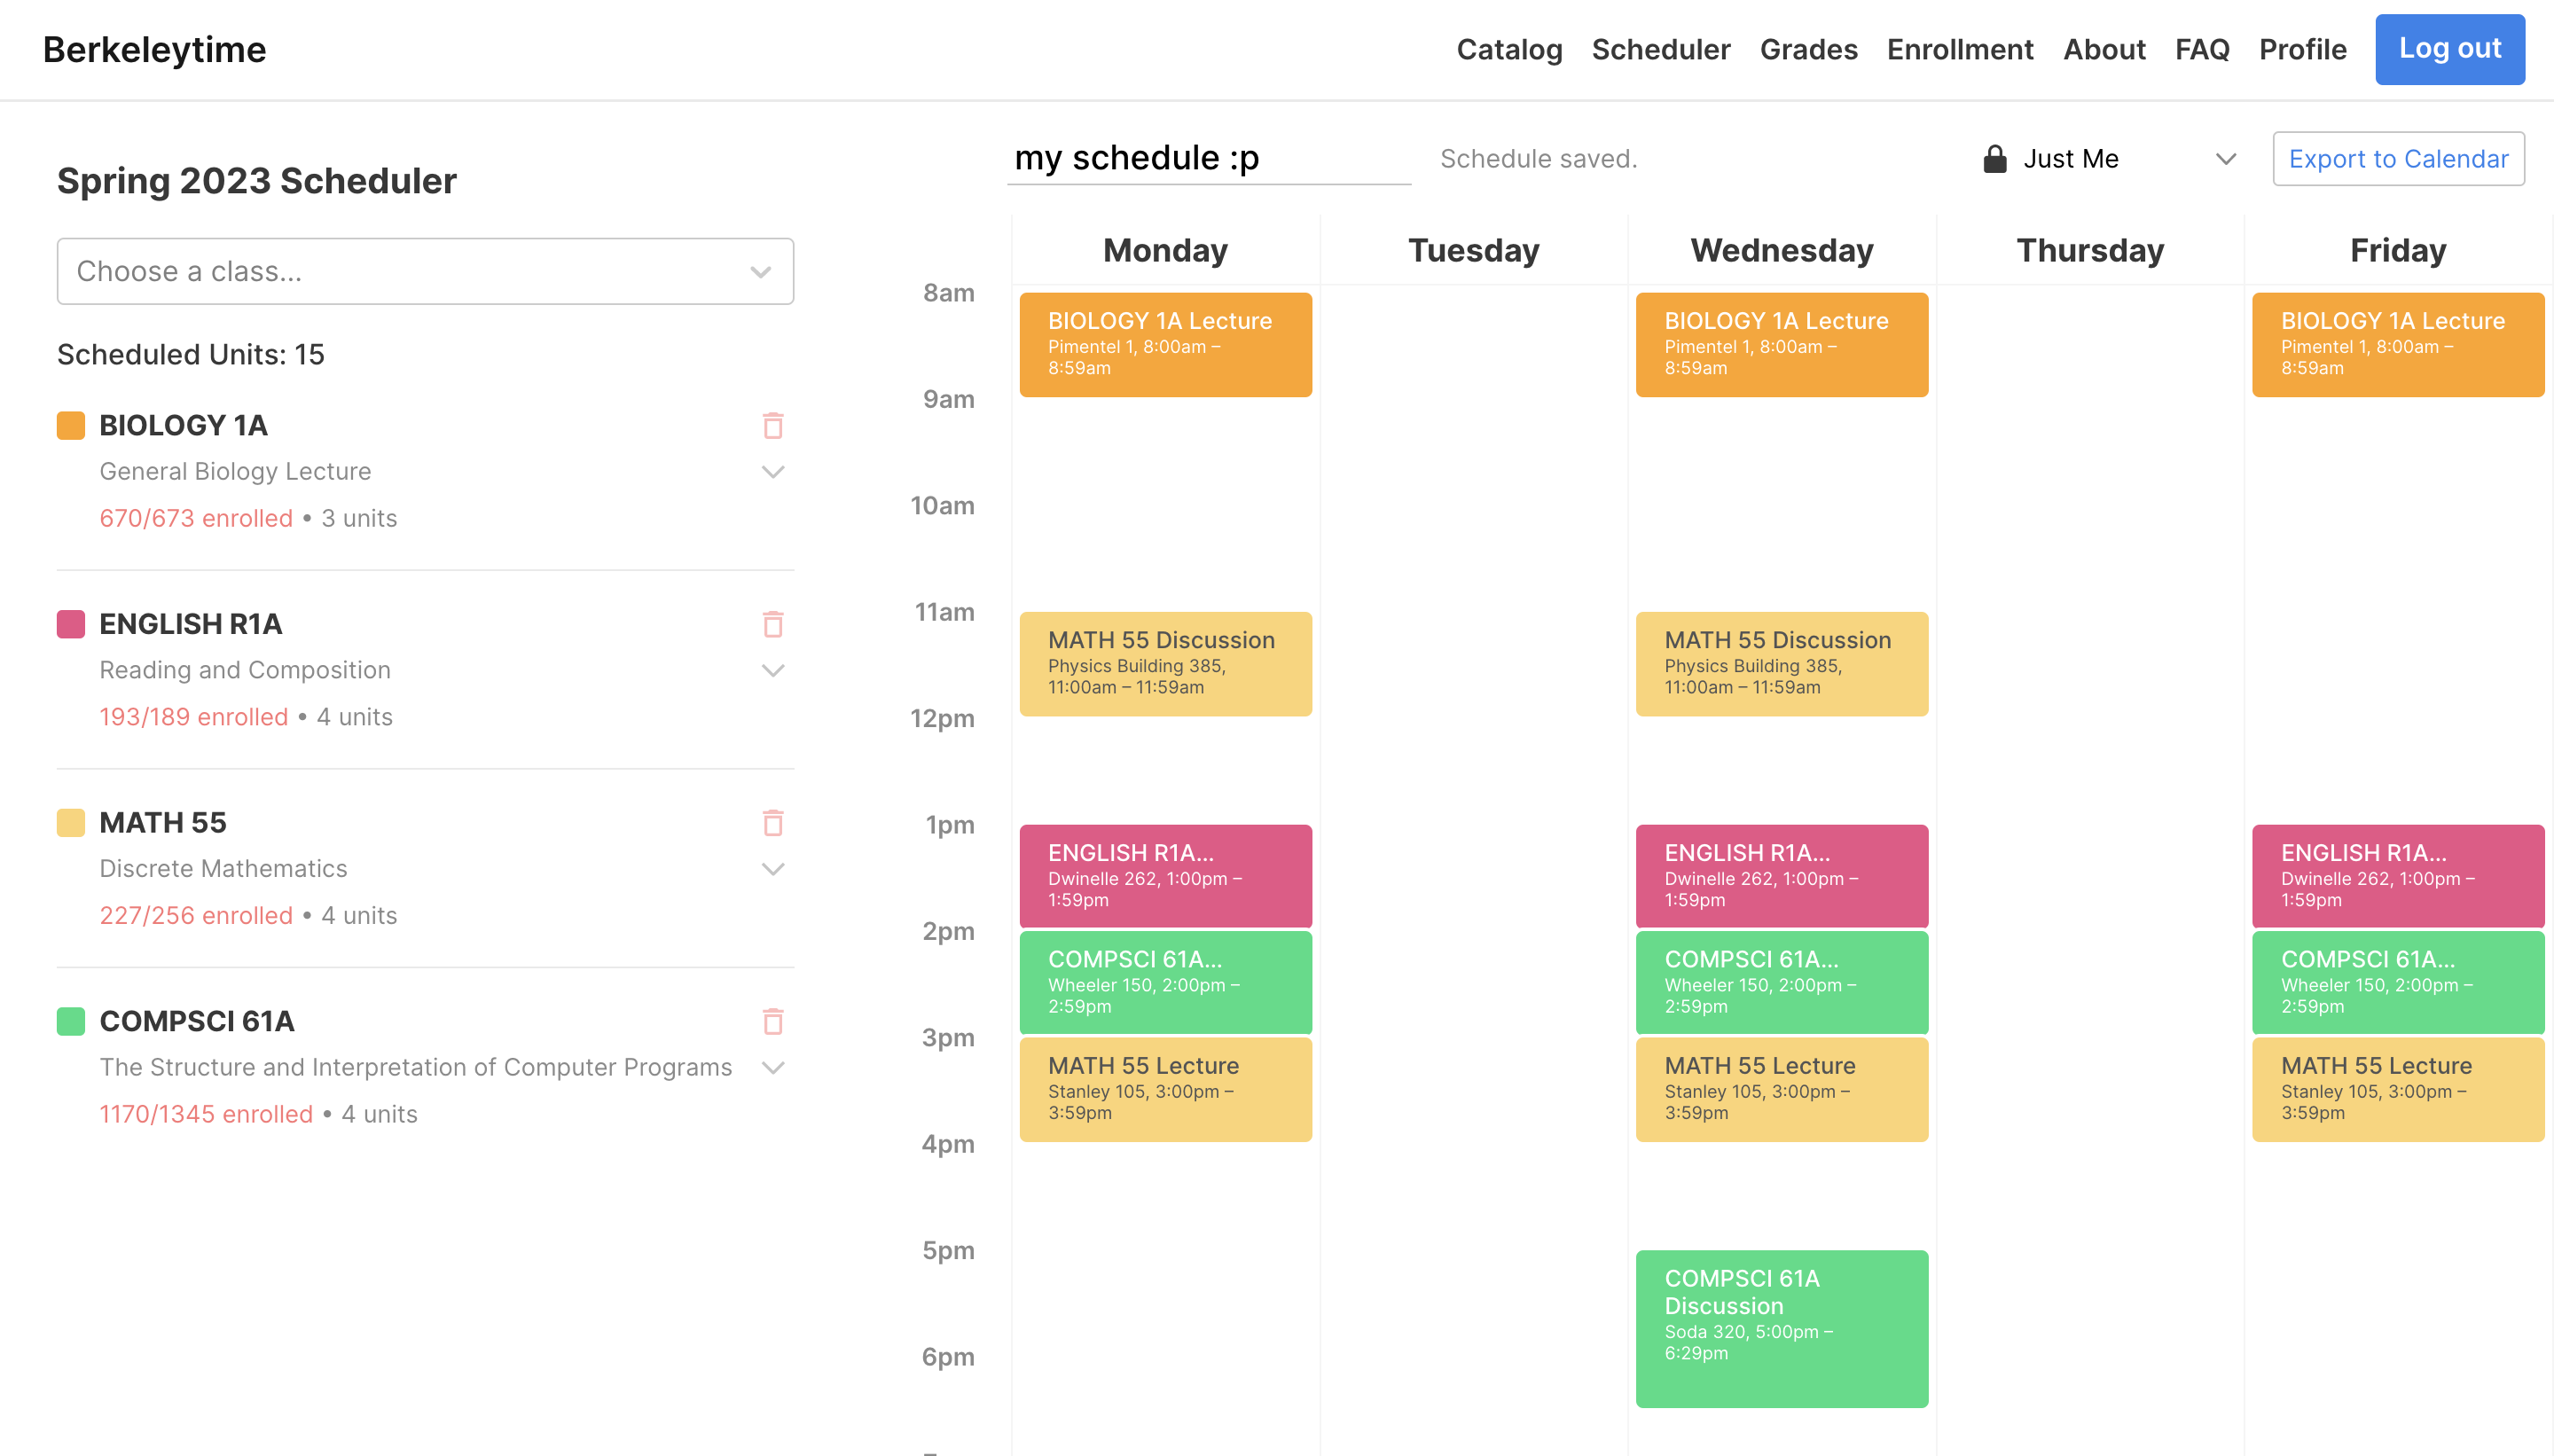 Berkeleytime
Catalog Scheduler Grades Enrollment About FAQ Profile Log out
Spring 2023 Scheduler
Choose a class...
Scheduled Units: 15
BIOLOGY 1A
General Biology Lecture
670/673 enrolled • 3 units
ENGLISH R1A
Reading and Composition
193/189 enrolled • 4 units
MATH 55
Discrete Mathematics
227/256 enrolled • 4 units
COMPSCI 61A
The Structure and Interpretation of Computer Programs
1170/1345 enrolled • 4 units
my schedule :p
Schedule saved.
Just Me
Export to Calendar
Monday Tuesday Wednesday Thursday Friday
8am
9am
10am
11am
12pm
1pm
2pm
3pm
4pm
5pm
6pm
BIOLOGY 1A Lecture
Pimentel 1, 8:00am –
8:59am
MATH 55 Discussion
Physics Building 385,
11:00am – 11:59am
ENGLISH R1A...
Dwinelle 262, 1:00pm –
1:59pm
COMPSCI 61A...
Wheeler 150, 2:00pm –
2:59pm
MATH 55 Lecture
Stanley 105, 3:00pm –
3:59pm
BIOLOGY 1A Lecture
Pimentel 1, 8:00am –
8:59am
MATH 55 Discussion
Physics Building 385,
11:00am – 11:59am
ENGLISH R1A...
Dwinelle 262, 1:00pm –
1:59pm
COMPSCI 61A...
Wheeler 150, 2:00pm –
2:59pm
MATH 55 Lecture
Stanley 105, 3:00pm –
3:59pm
COMPSCI 61A
Discussion
Soda 320, 5:00pm –
6:29pm
BIOLOGY 1A Lecture
Pimentel 1, 8:00am –
8:59am
ENGLISH R1A...
Dwinelle 262, 1:00pm –
1:59pm
COMPSCI 61A...
Wheeler 150, 2:00pm –
2:59pm
MATH 55 Lecture
Stanley 105, 3:00pm –
3:59pm